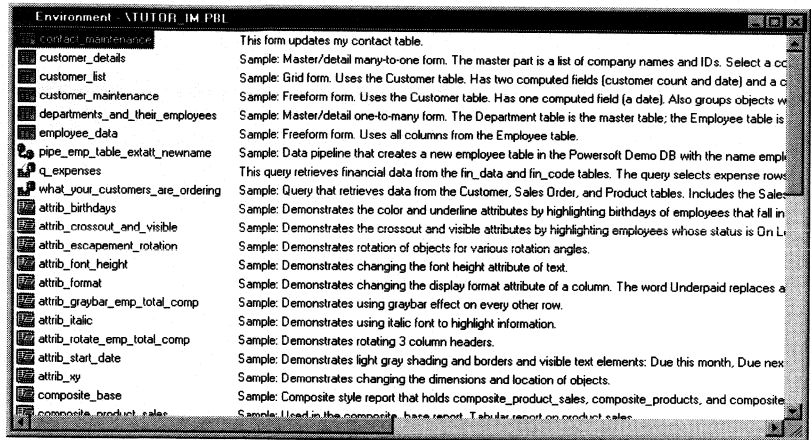 Environment - \TUTOR_IM.PBL
contact_maintenance This form updates my contact table.
customer_details Sample: Master/detail many-to-one form. The master part is a list of company names and IDs. Select a cc
customer_list Sample: Grid form. Uses the Customer table. Has two computed fields (customer count and date) and a c
customer_maintenance Sample: Freeform form. Uses the Customer table. Has one computed field (a date). Also groups objects w
departments_and_their_employees Sample: Master/detail one-to-many form. The Department table is the master table; the Employee table is
employee_data Sample: Freeform form. Uses all columns from the Employee table.
pipe_emp_table_extatt_newname Sample: Data pipeline that creates a new employee table in the Powersoft Demo DB with the name empl
q_expenses This query retrieves financial data from the fin_data and fin_code tables. The query selects expense rows
what_your_customers_are_ordering Sample: Query that retrieves data from the Customer, Sales Order, and Product tables. Includes the Sales
attrib_birthdays Sample: Demonstrates the color and underline attributes by highlighting birthdays of employees that fall in
attrib_crossout_and_visible Sample: Demonstrates the crossout and visible attributes by highlighting employees whose status is On L
attrib_escapement_rotation Sample: Demonstrates rotation of objects for various rotation angles.
attrib_font_height Sample: Demonstrates changing the font height attribute of text.
attrib_format Sample: Demonstrates changing the display format attribute of a column. The word Underpaid replaces a
attrib_graybar_emp_total_comp Sample: Demonstrates using graybar effect on every other row.
attrib_italic Sample: Demonstrates using italic font to highlight information.
attrib_rotate_emp_total_comp Sample: Demonstrates rotating 3 column headers.
attrib_start_date Sample: Demonstrates light gray shading and borders and visible text elements: Due this month, Due nex
attrib_xy Sample: Demonstrates changing the dimensions and location of objects.
composite_base Sample: Composite style report that holds composite_product_sales, composite_products, and composite
composite_product_sales Sample: Used in the composite_base report. Tabular report on product sales